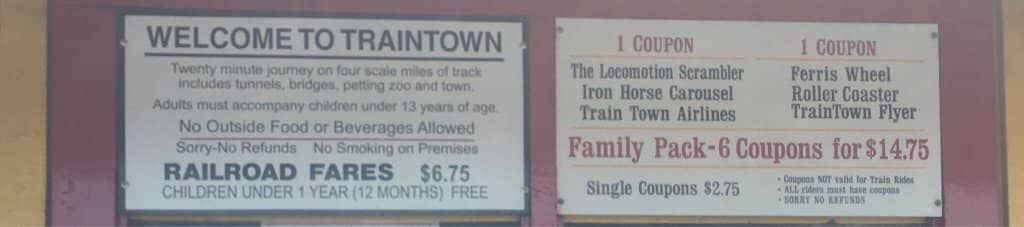 WELCOME TO TRAINTOWN
Twenty minute journey on four scale miles of track
includes tunnels, bridges, petting zoo and town.
Adults must accompany children under 13 years of age.
No Outside Food or Beverages Allowed
Sorry-No Refunds No Smoking on Premises
RAILROAD FARES $6.75
CHILDREN UNDER 1 YEAR (12 MONTHS) FREE
1 COUPON
The Locomotion Scrambler
Iron Horse Carousel
Train Town Airlines
1 COUPON
Ferris Wheel
Roller Coaster
TrainTown Flyer
Family Pack-6 Coupons for $14.75
Single Coupons $2.75
• Coupons NOT valid for Train Rides
• ALL riders must have coupons
• SORRY NO REFUNDS